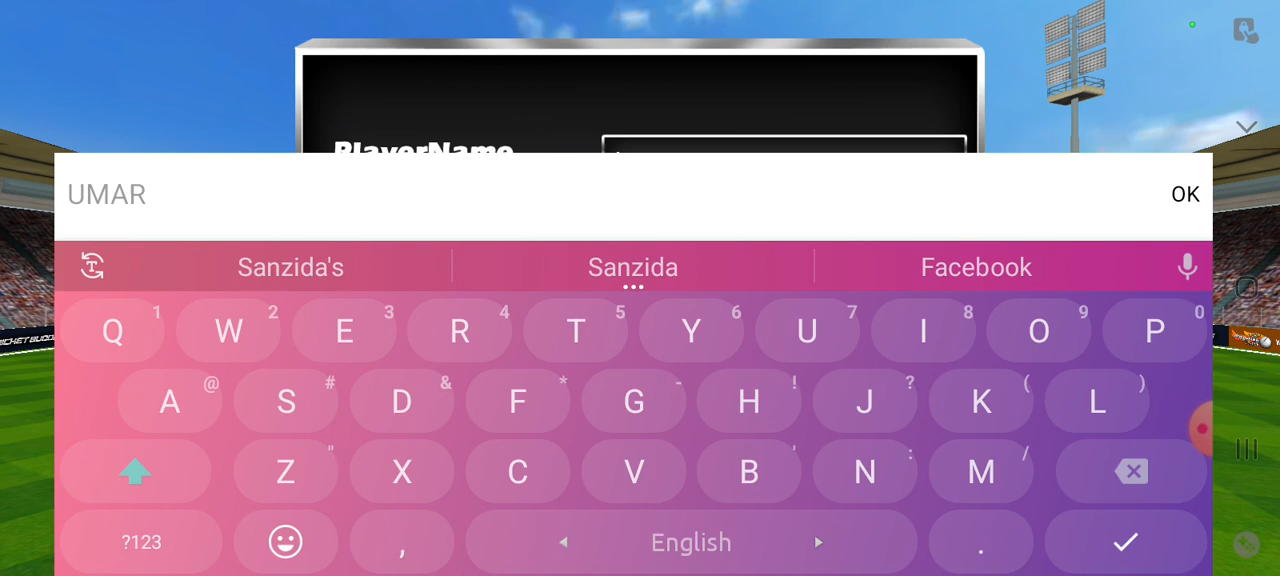 PlayerName
UMAR
OK
Sanzida's Sanzida Facebook
1 2 3 4 5 6 7 8 9 0
Q W E R T Y U I O P
@ # & * - ! ? ( )
A S D F G H J K L
" ' : /
Z X C V B N M
?123 , English .